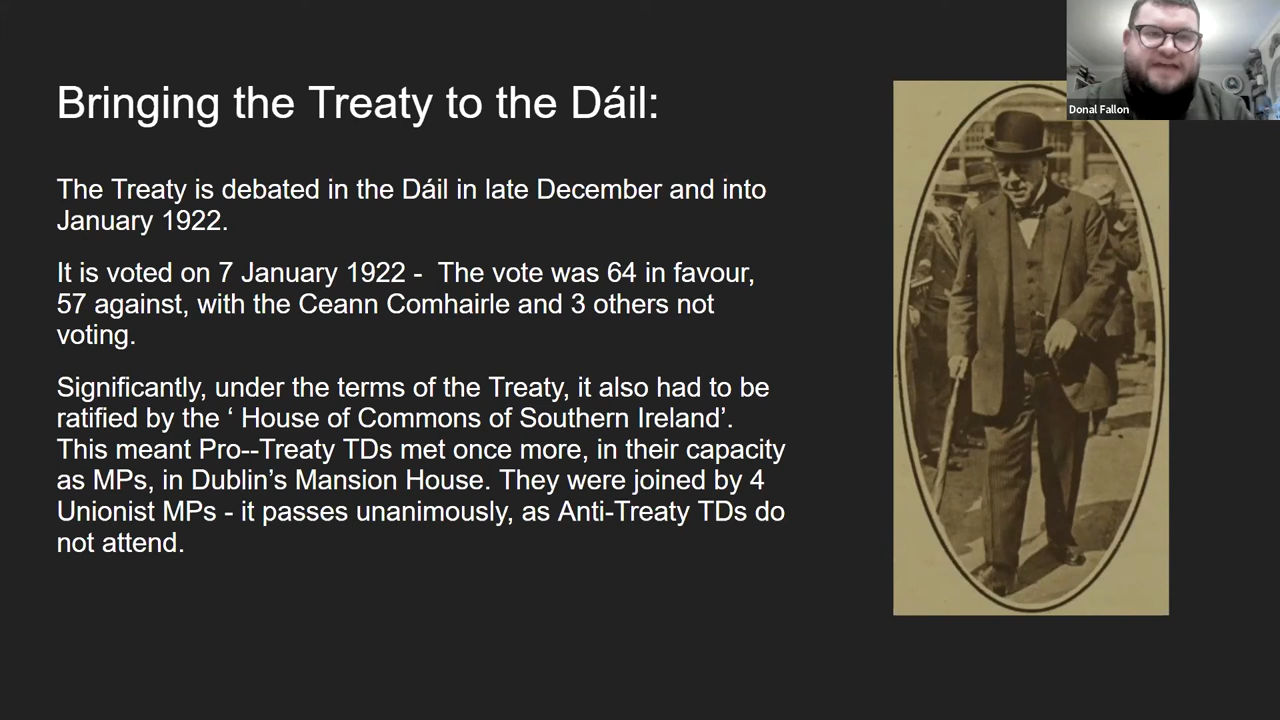 Bringing the Treaty to the Dáil:
The Treaty is debated in the Dáil in late December and into
January 1922.
It is voted on 7 January 1922 -  The vote was 64 in favour,
57 against, with the Ceann Comhairle and 3 others not
voting.
Significantly, under the terms of the Treaty, it also had to be
ratified by the ‘ House of Commons of Southern Ireland’.
This meant Pro--Treaty TDs met once more, in their capacity
as MPs, in Dublin’s Mansion House. They were joined by 4
Unionist MPs - it passes unanimously, as Anti-Treaty TDs do
not attend.
Donal Fallon